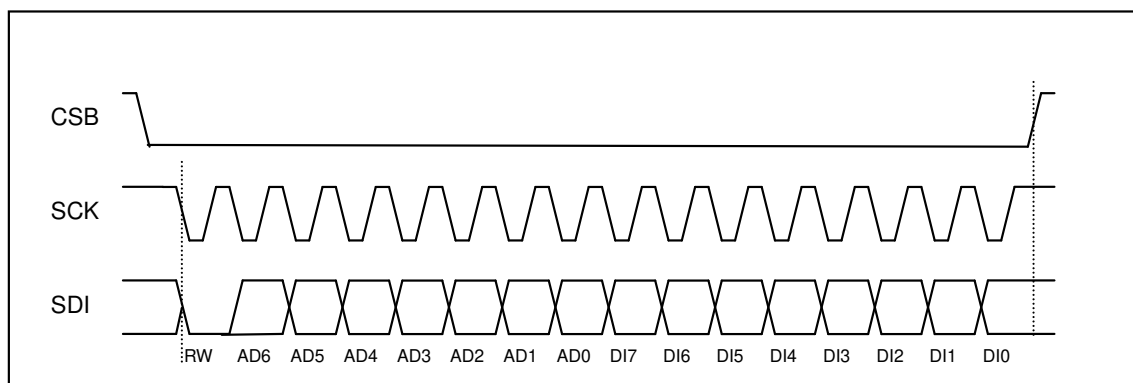 CSB
SCK
SDI
RW AD6 AD5 AD4 AD3 AD2 AD1 AD0 DI7 DI6 DI5 DI4 DI3 DI2 DI1 DI0